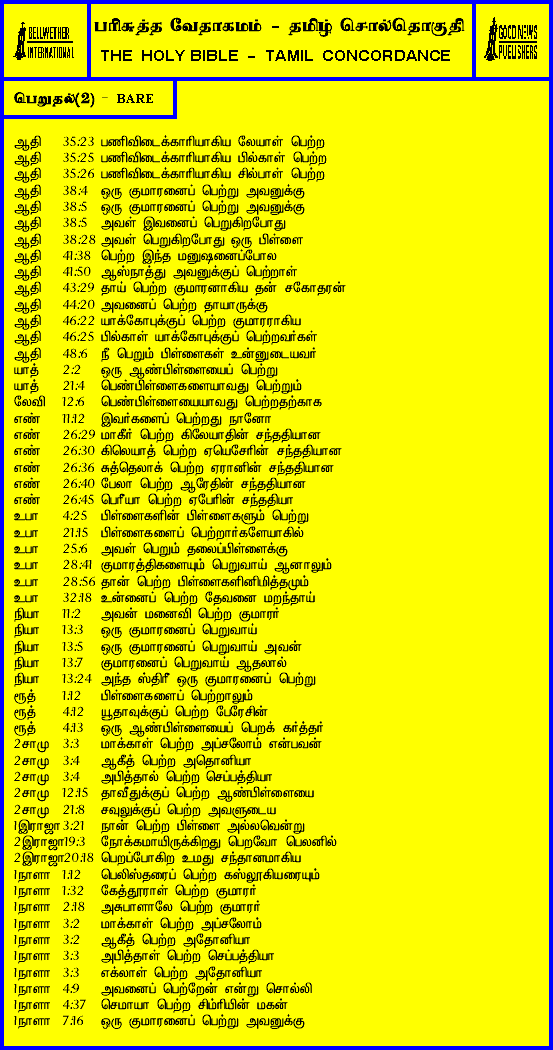 BELLWETHER
INTERNATIONAL
பரிசுத்த வேதாகமம் - தமிழ் சொல்தொகுதி
THE HOLY BIBLE - TAMIL CONCORDANCE
GOOD NEWS
PUBLISHERS
பெறுதல்(2) - BARE
ஆதி 35:23 பணிவிடைக்காரியாகிய லேயாள் பெற்ற
ஆதி 35:25 பணிவிடைக்காரியாகிய பில்காள் பெற்ற
ஆதி 35:26 பணிவிடைக்காரியாகிய சில்பாள் பெற்ற
ஆதி 38:4 ஒரு குமாரனைப் பெற்று அவனுக்கு
ஆதி 38:5 ஒரு குமாரனைப் பெற்று அவனுக்கு
ஆதி 38:5 அவள் இவனைப் பெறுகிறபோது
ஆதி 38:28 அவள் பெறுகிறபோது ஒரு பிள்ளை
ஆதி 41:38 பெற்ற இந்த மனுஷனைப்போல
ஆதி 41:50 ஆஸ்நாத்து அவனுக்குப் பெற்றாள்
ஆதி 43:29 தாய் பெற்ற குமாரனாகிய தன் சகோதரன்
ஆதி 44:20 அவனைப் பெற்ற தாயாருக்கு
ஆதி 46:22 யாக்கோபுக்குப் பெற்ற குமாரராகிய
ஆதி 46:25 பில்காள் யாக்கோபுக்குப் பெற்றவர்கள்
ஆதி 48:6 நீ பெறும் பிள்ளைகள் உன்னுடையவர்
யாத் 2:2 ஒரு ஆண்பிள்ளையைப் பெற்று
யாத் 21:4 பெண்பிள்ளைகளையாவது பெற்றும்
லேவி 12:6 பெண்பிள்ளையையாவது பெற்றதற்காக
எண் 11:12 இவர்களைப் பெற்றது நானோ
எண் 26:29 மாகீர் பெற்ற கிலேயாதின் சந்ததியான
எண் 26:30 கிலெயாத் பெற்ற ஏயெசேரின் சந்ததியான
எண் 26:36 சுத்தெலாக் பெற்ற ஏரானின் சந்ததியான
எண் 26:40 பேலா பெற்ற ஆரேதின் சந்ததியான
எண் 26:45 பெரீயா பெற்ற ஏபேரின் சந்ததியா
உபா 4:25 பிள்ளைகளின் பிள்ளைகளும் பெற்று
உபா 21:15 பிள்ளைகளைப் பெற்றார்களேயாகில்
உபா 25:6 அவள் பெறும் தலைப்பிள்ளைக்கு
உபா 28:41 குமாரத்திகளையும் பெறுவாய் ஆனாலும்
உபா 28:56 தான் பெற்ற பிள்ளைகளினிமித்தமும்
உபா 32:18 உன்னைப் பெற்ற தேவனை மறந்தாய்
நியா 11:2 அவன் மனைவி பெற்ற குமாரர்
நியா 13:3 ஒரு குமாரனைப் பெறுவாய்
நியா 13:5 ஒரு குமாரனைப் பெறுவாய் அவன்
நியா 13:7 குமாரனைப் பெறுவாய் ஆதலால்
நியா 13:24 அந்த ஸ்திரீ ஒரு குமாரனைப் பெற்று
ரூத் 1:12 பிள்ளைகளைப் பெற்றாலும்
ரூத் 4:12 யூதாவுக்குப் பெற்ற பேரேசின்
ரூத் 4:13 ஒரு ஆண்பிள்ளையைப் பெறக் கர்த்தர்
2சாமு 3:3 மாக்காள் பெற்ற அப்சலோம் என்பவன்
2சாமு 3:4 ஆகீத் பெற்ற அதொனியா
2சாமு 3:4 அபித்தால் பெற்ற செப்பத்தியா
2சாமு 12:15 தாவீதுக்குப் பெற்ற ஆண்பிள்ளையை
2சாமு 21:8 சவுலுக்குப் பெற்ற அவளுடைய
1இராஜா 3:21 நான் பெற்ற பிள்ளை அல்லவென்று
2இராஜா19:3 நோக்கமாயிருக்கிறது பெறவோ பெலனில்
2இராஜா20:18 பெறப்போகிற உமது சந்தானமாகிய
1நாளா 1:12 பெலிஸ்தரைப் பெற்ற கஸ்லூகியரையும்
1நாளா 1:32 கேத்தூராள் பெற்ற குமாரர்
1நாளா 2:18 அசுபாளாலே பெற்ற குமாரர்
1நாளா 3:2 மாக்காள் பெற்ற அப்சலோம்
1நாளா 3:2 ஆகீத் பெற்ற அதோனியா
1நாளா 3:3 அபித்தாள் பெற்ற செப்பத்தியா
1நாளா 3:3 எக்லாள் பெற்ற அதோனியா
1நாளா 4:9 அவனைப் பெற்றேன் என்று சொல்லி
1நாளா 4:37 செமாயா பெற்ற சிம்ரியின் மகன்
1நாளா 7:16 ஒரு குமாரனைப் பெற்று அவனுக்கு